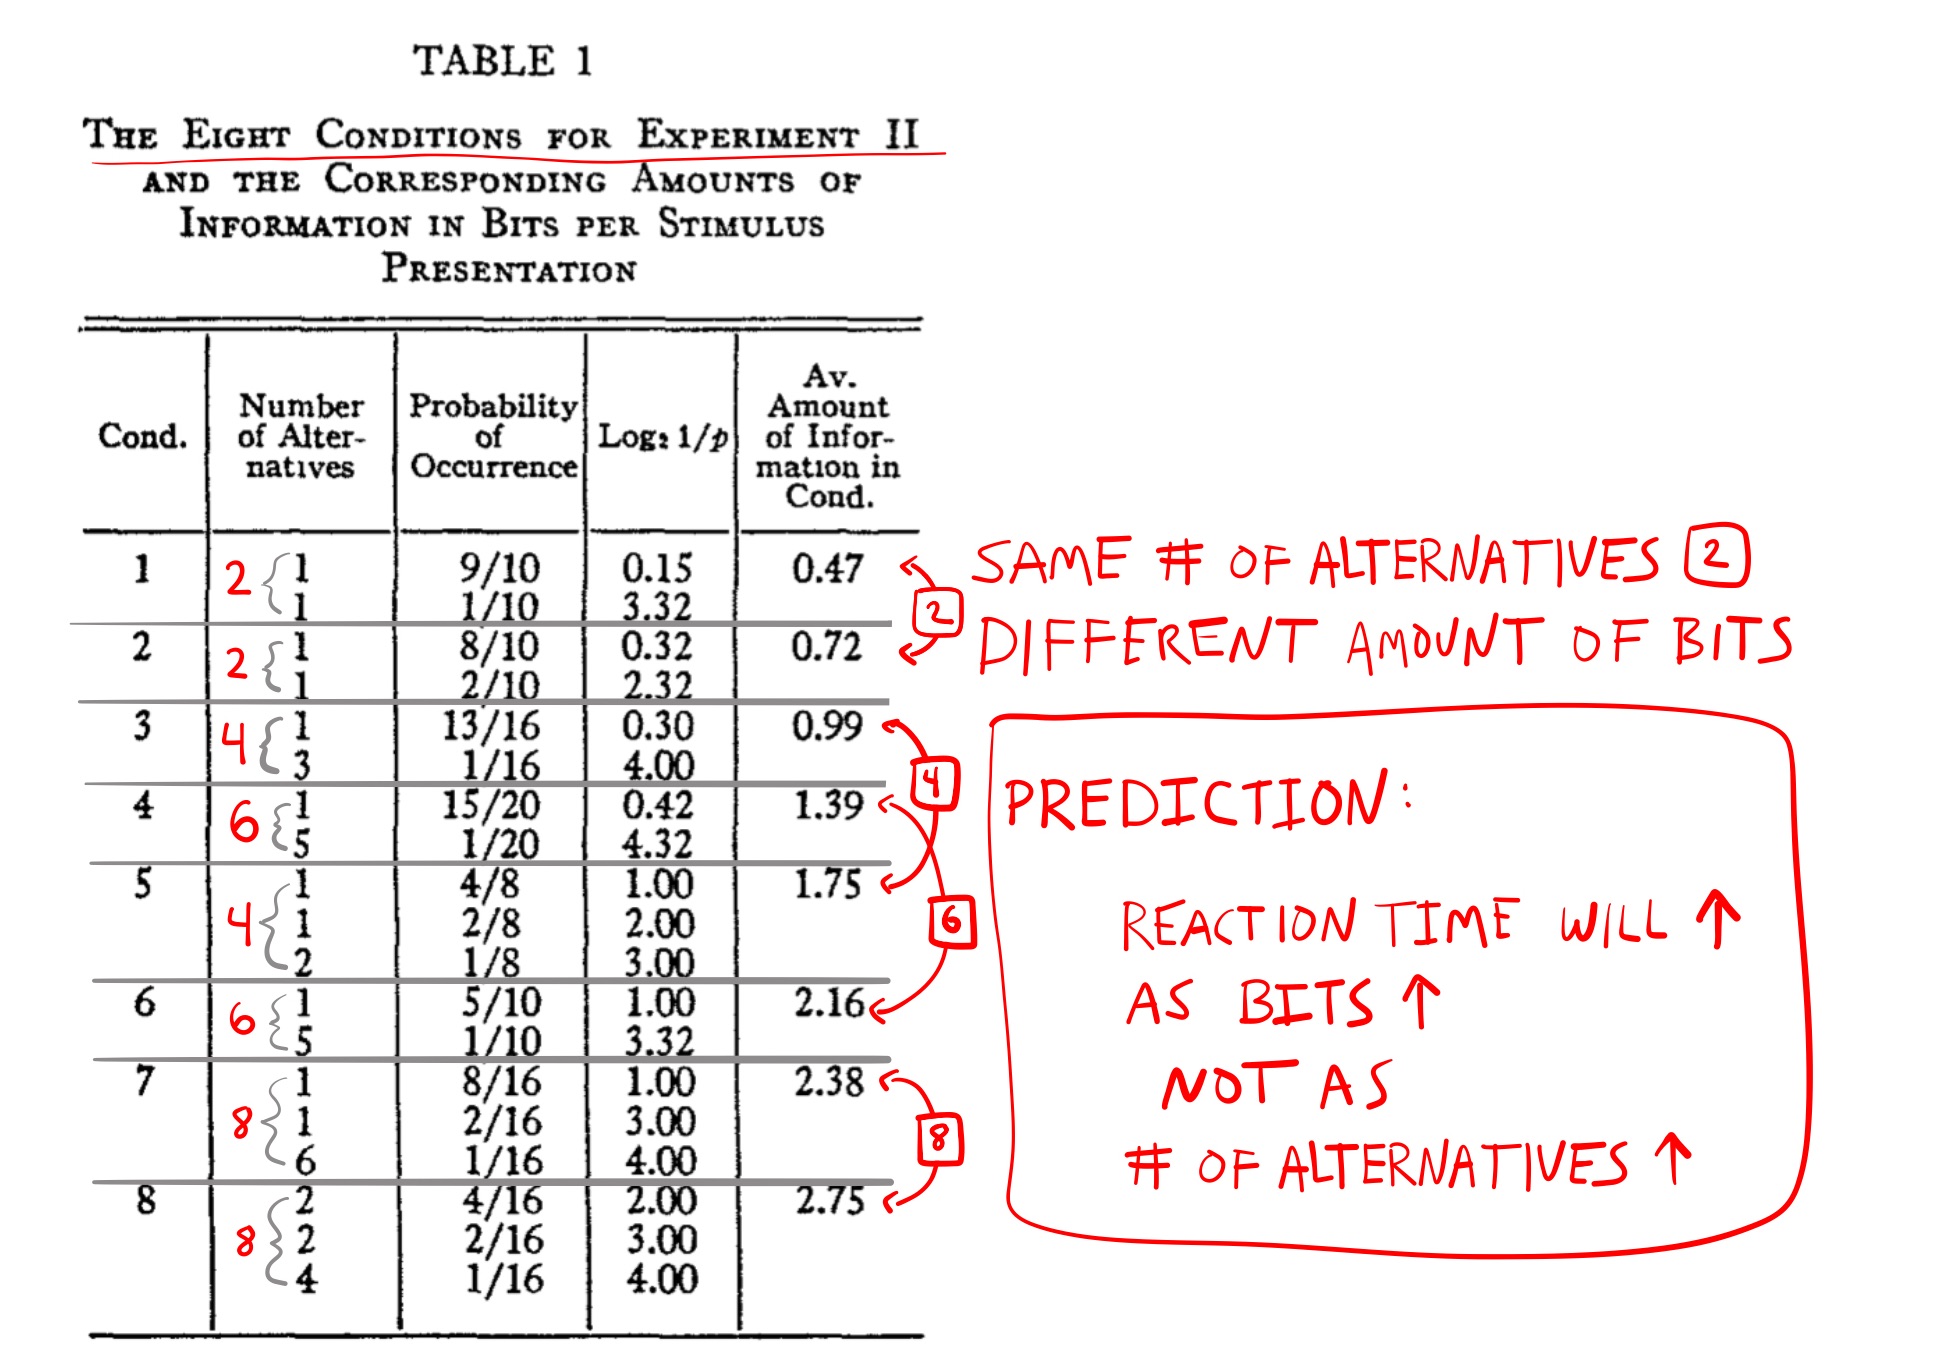 TABLE 1
THE EIGHT CONDITIONS FOR EXPERIMENT II
AND THE CORRESPONDING AMOUNTS OF
INFORMATION IN BITS PER STIMULUS
PRESENTATION
Cond.
Number
of Alter-
natives
Probability
of
Occurrence
Log₂ 1/p
Av.
Amount
of Infor-
mation in
Cond.
1 2 { 1 9/10 0.15 0.47
1 1/10 3.32
2 2 { 1 8/10 0.32 0.72
1 2/10 2.32
3 4 { 1 13/16 0.30 0.99
3 1/16 4.00
4 6 { 1 15/20 0.42 1.39
5 1/20 4.32
5 4 { 1 4/8 1.00 1.75
1 2/8 2.00
2 1/8 3.00
6 6 { 1 5/10 1.00 2.16
5 1/10 3.32
7 8 { 1 8/16 1.00 2.38
1 2/16 3.00
6 1/16 4.00
8 8 { 2 4/16 2.00 2.75
2 2/16 3.00
4 1/16 4.00
2
4
6
8
SAME # OF ALTERNATIVES 2
DIFFERENT AMOUNT OF BITS
PREDICTION:
REACTION TIME WILL ↑
AS BITS ↑
NOT AS
# OF ALTERNATIVES ↑